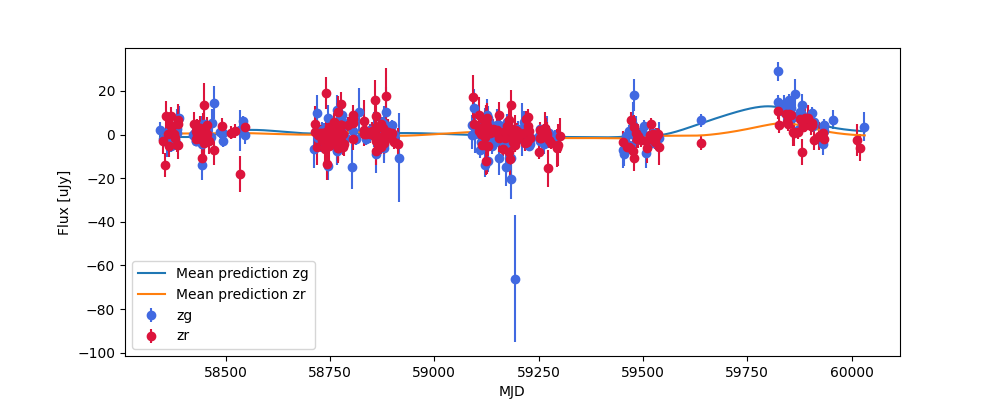 20
0
−20
−40
−60
−80
−100
Flux [uJy]
Mean prediction zg
Mean prediction zr
zg
zr
58500
58750
59000
59250
59500
59750
60000
MJD